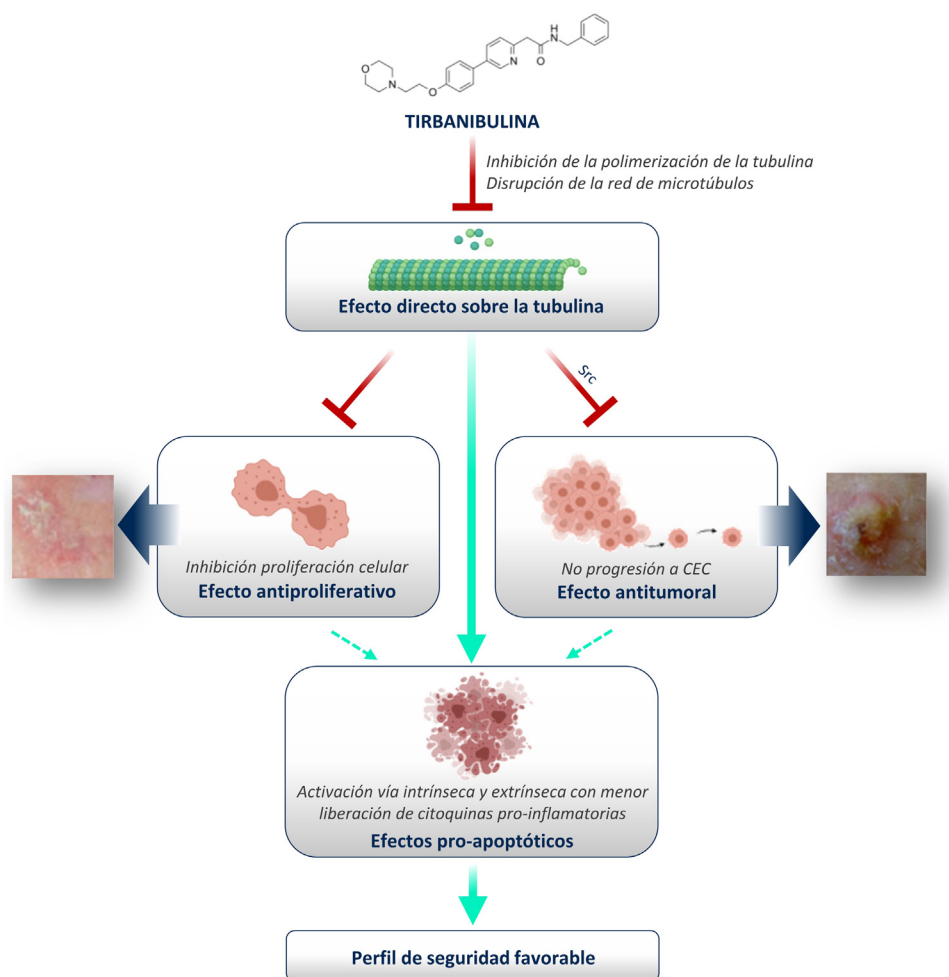 O
N
O
N
O
H
N
TIRBANIBULINA
Inhibición de la polimerización de la tubulina
Disrupción de la red de microtúbulos
Efecto directo sobre la tubulina
Src
Inhibición proliferación celular
Efecto antiproliferativo
No progresión a CEC
Efecto antitumoral
Activación vía intrínseca y extrínseca con menor
liberación de citoquinas pro-inflamatorias
Efectos pro-apoptóticos
Perfil de seguridad favorable